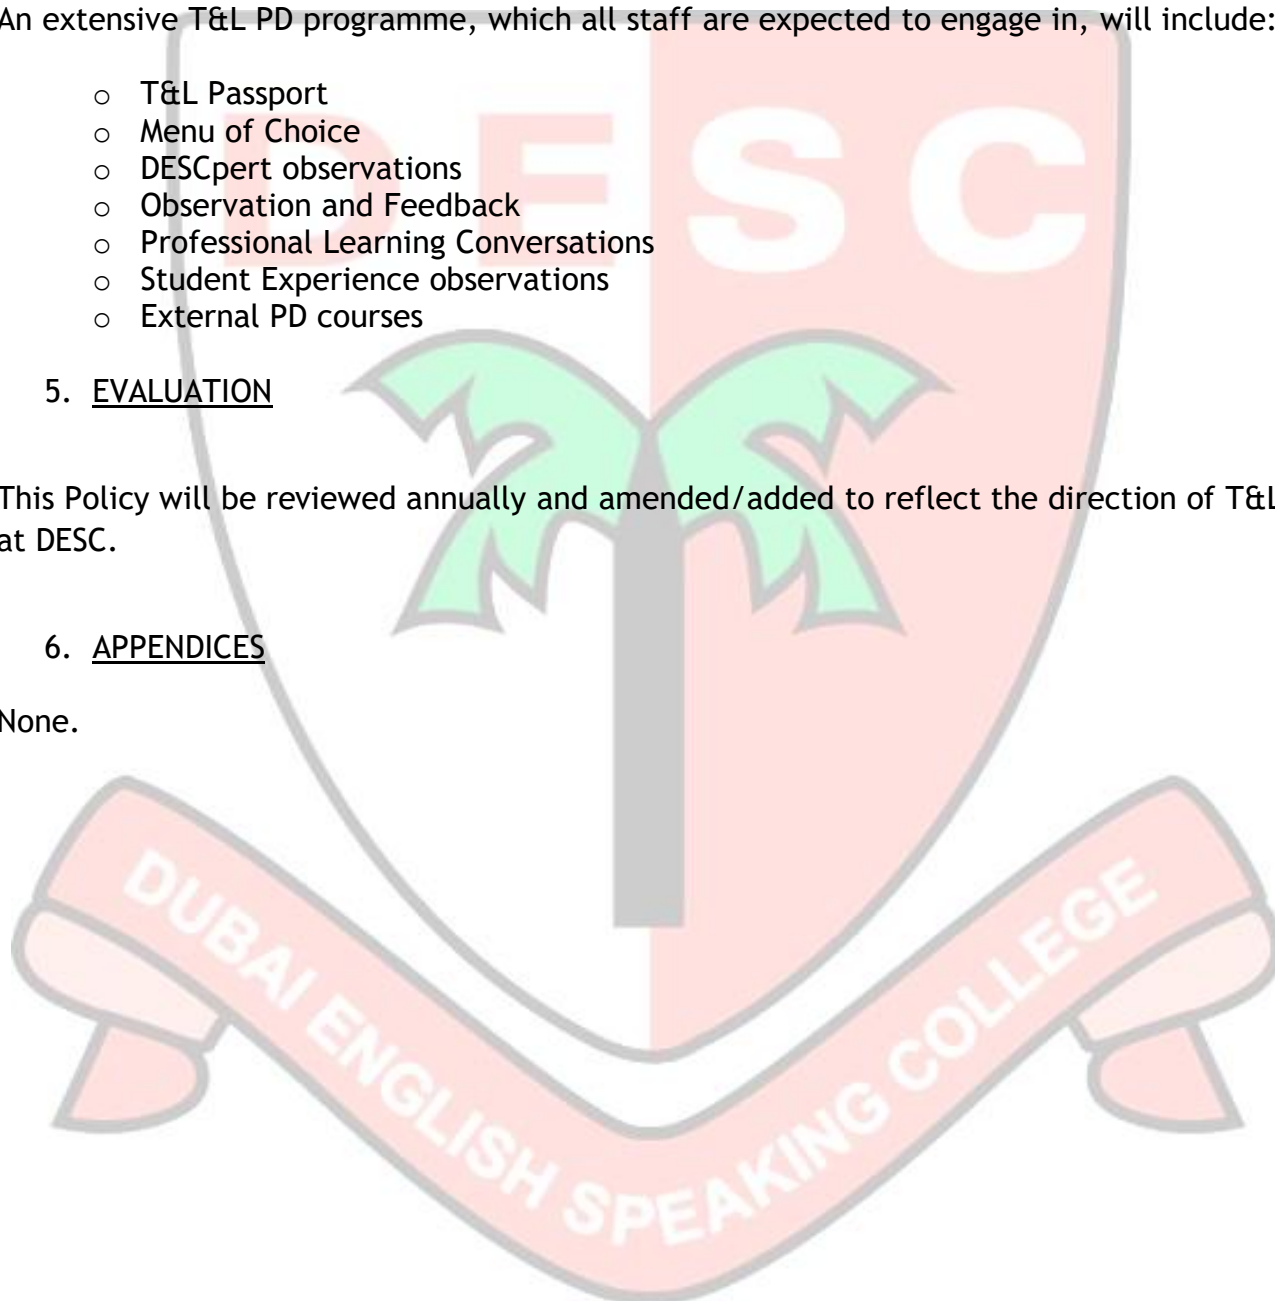 An extensive T&L PD programme, which all staff are expected to engage in, will include:
o T&L Passport
o Menu of Choice
o DESCpert observations
o Observation and Feedback
o Professional Learning Conversations
o Student Experience observations
o External PD courses
5. EVALUATION
This Policy will be reviewed annually and amended/added to reflect the direction of T&L
at DESC.
6. APPENDICES
None.
DESC
DUBAI ENGLISH SPEAKING COLLEGE